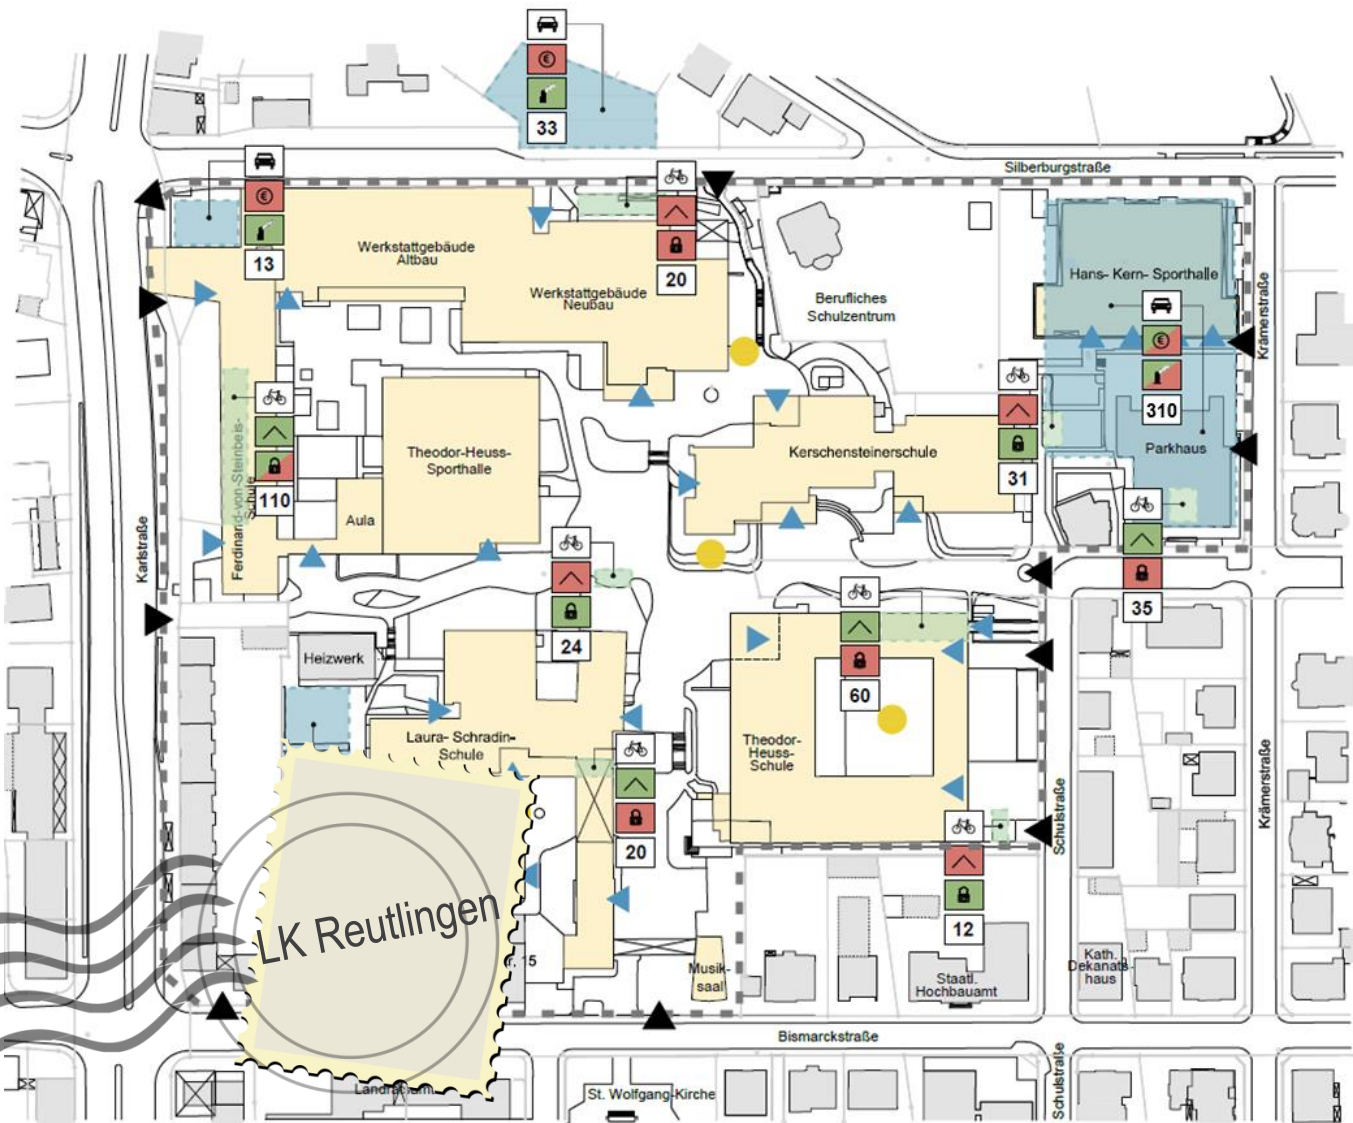 33
Silberburgstraße
13
Werkstattgebäude
Altbau
20
Werkstattgebäude
Neubau
Berufliches
Schulzentrum
Hans- Kern- Sporthalle
Krämerstraße
310
Parkhaus
Theodor-Heuss-
Sporthalle
Kerschensteinerschule
31
Ferdinand-von-Steinbeis-
Schule
110
Aula
Karlstraße
24
35
Heizwerk
60
Laura- Schradin-
Schule
Theodor-
Heuss-
Schule
20
Schulstraße
Krämerstraße
12
LK Reutlingen
r. 15
Musik-
saal
Staatl.
Hochbauamt
Kath.
Dekanats-
haus
Bismarckstraße
St. Wolfgang-Kirche
Schulstraße